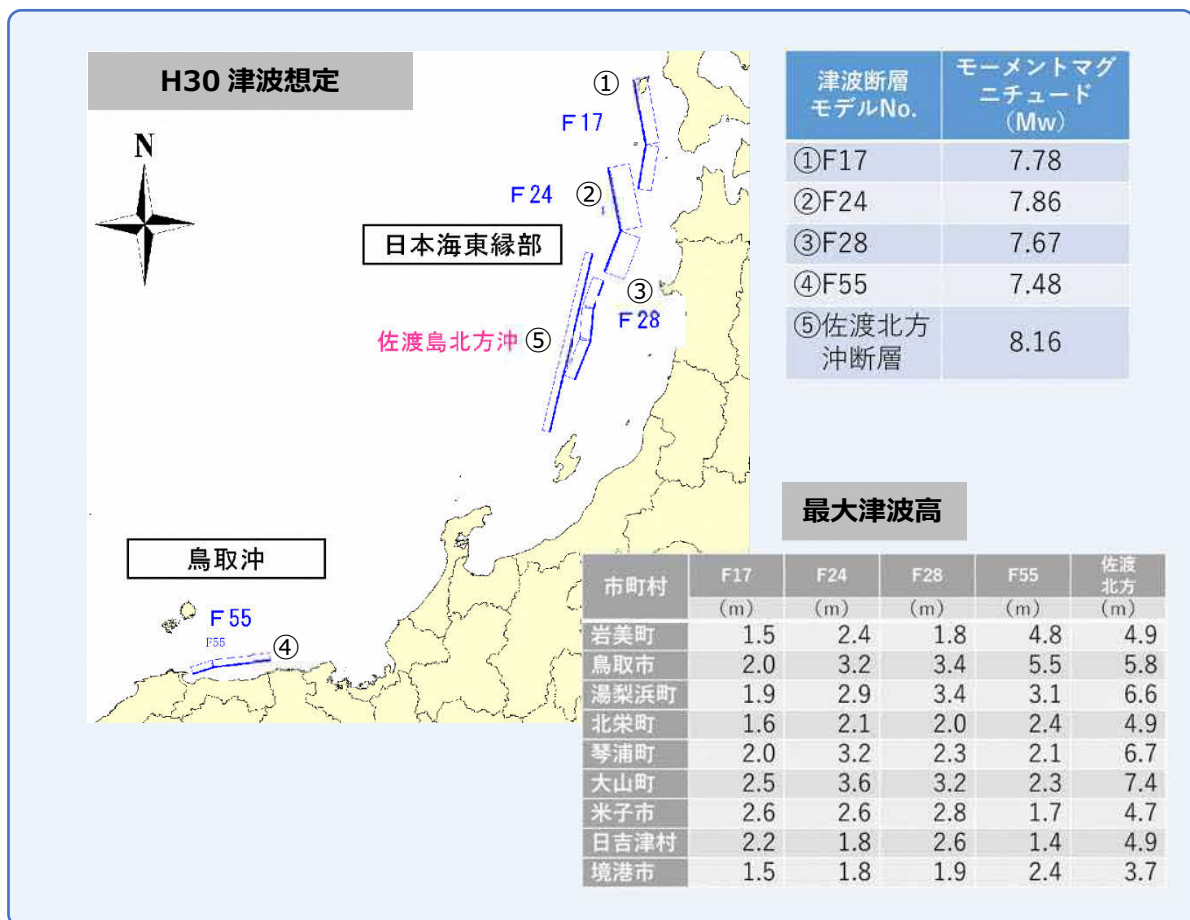 H30 津波想定
N
①
F17
F24
②
日本海東縁部
③
F28
佐渡島北方沖 ⑤
鳥取沖
F55
F55
④
津波断層モデルNo. モーメントマグニチュード（Mw）
①F17 7.78
②F24 7.86
③F28 7.67
④F55 7.48
⑤佐渡北方沖断層 8.16
最大津波高
市町村 F17 F24 F28 F55 佐渡北方
（m） （m） （m） （m） （m）
岩美町 1.5 2.4 1.8 4.8 4.9
鳥取市 2.0 3.2 3.4 5.5 5.8
湯梨浜町 1.9 2.9 3.4 3.1 6.6
北栄町 1.6 2.1 2.0 2.4 4.9
琴浦町 2.0 3.2 2.3 2.1 6.7
大山町 2.5 3.6 3.2 2.3 7.4
米子市 2.6 2.6 2.8 1.7 4.7
日吉津村 2.2 1.8 2.6 1.4 4.9
境港市 1.5 1.8 1.9 2.4 3.7